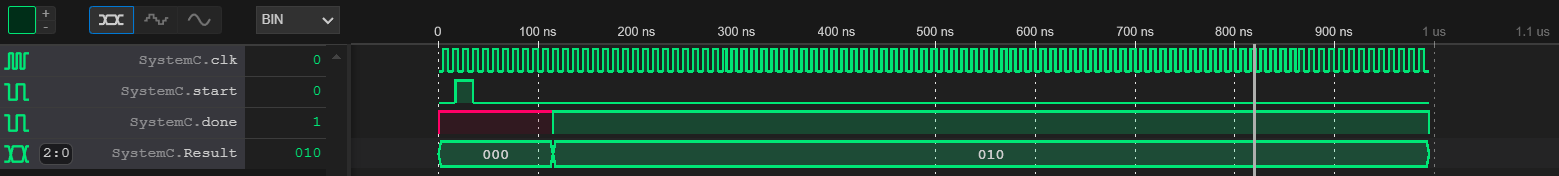 +
-
BIN
0 100 ns 200 ns 300 ns 400 ns 500 ns 600 ns 700 ns 800 ns 900 ns 1 us 1.1 us
SystemC.clk 0
SystemC.start 0
SystemC.done 1
2:0 SystemC.Result 010 000 010